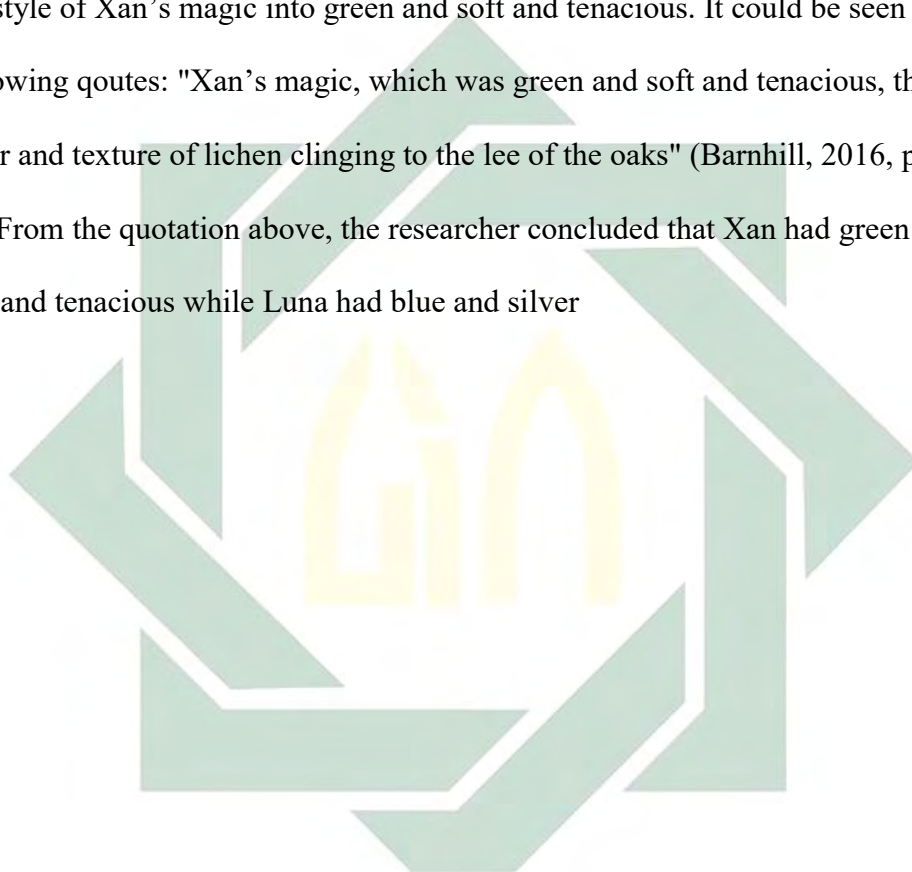 style of Xan’s magic into green and soft and tenacious. It could be seen
owing qoutes: "Xan’s magic, which was green and soft and tenacious, th
r and texture of lichen clinging to the lee of the oaks" (Barnhill, 2016, p
From the quotation above, the researcher concluded that Xan had green
and tenacious while Luna had blue and silver